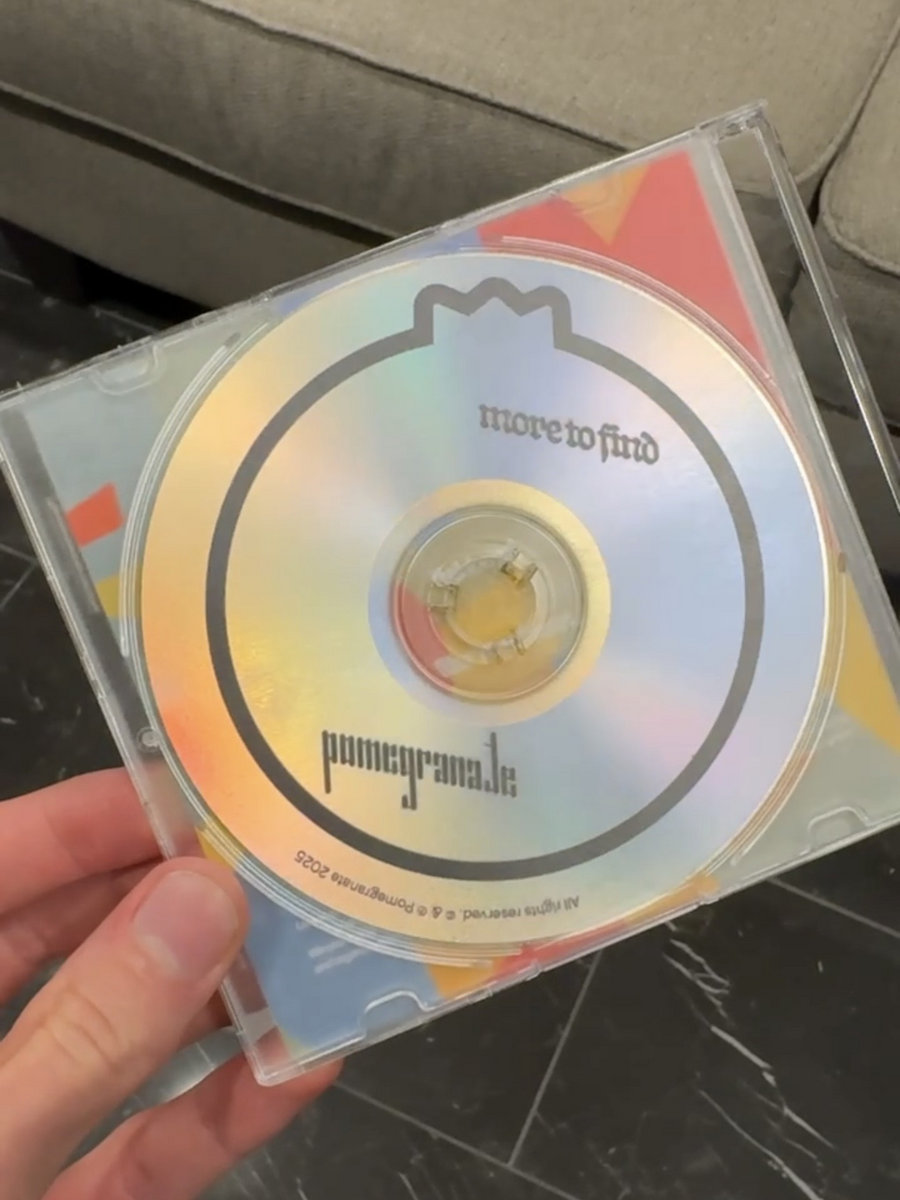 more to find
pomegranate
All rights reserved. © & ℗ Pomegranate 2025